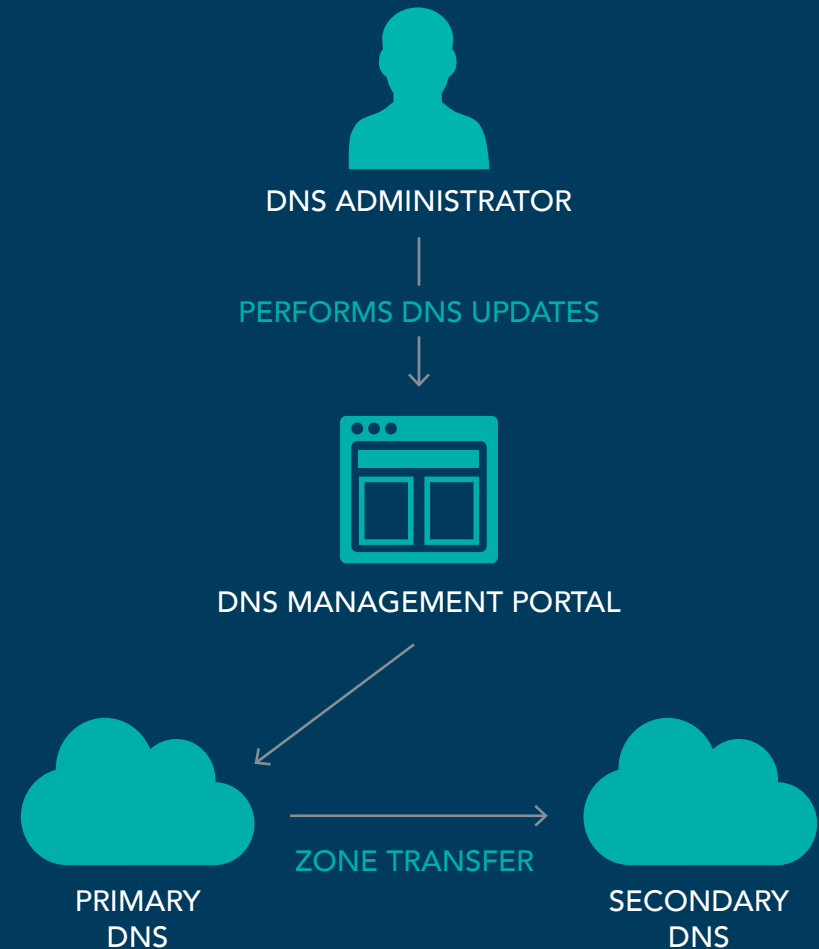 DNS ADMINISTRATOR
PERFORMS DNS UPDATES
DNS MANAGEMENT PORTAL
ZONE TRANSFER
PRIMARY
DNS
SECONDARY
DNS